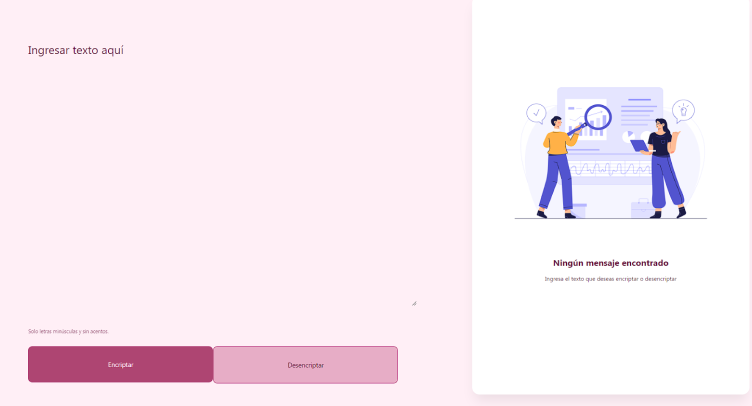 Ingresar texto aquí
Solo letras minúsculas y sin acentos
Encriptar
Desencriptar
Ningún mensaje encontrado
Ingresa el texto que deseas encriptar o desencriptar